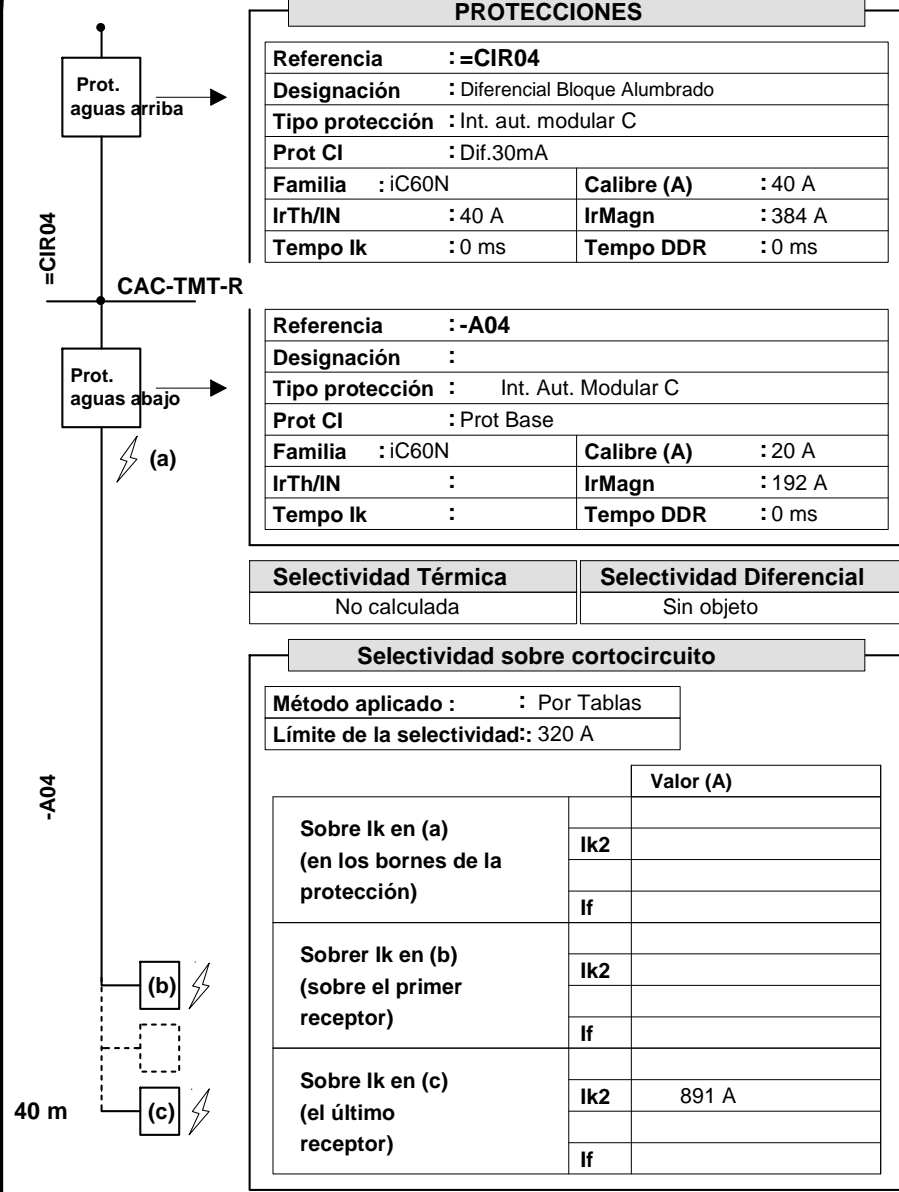 PROTECCIONES
Prot.
aguas arriba
Referencia : =CIR04
Designación : Diferencial Bloque Alumbrado
Tipo protección : Int. aut. modular C
Prot CI : Dif.30mA
Familia : iC60N Calibre (A) : 40 A
IrTh/IN : 40 A IrMagn : 384 A
Tempo Ik : 0 ms Tempo DDR : 0 ms
=CIR04
CAC-TMT-R
Prot.
aguas abajo
(a)
Referencia : -A04
Designación :
Tipo protección : Int. Aut. Modular C
Prot CI : Prot Base
Familia : iC60N Calibre (A) : 20 A
IrTh/IN : IrMagn : 192 A
Tempo Ik : Tempo DDR : 0 ms
Selectividad Térmica Selectividad Diferencial
No calculada Sin objeto
Selectividad sobre cortocircuito
Método aplicado : : Por Tablas
Límite de la selectividad:: 320 A
-A04
Valor (A)
Sobre Ik en (a)
(en los bornes de la
protección)
Ik2
If
(b)
Sobrer Ik en (b)
(sobre el primer
receptor)
Ik2
If
40 m
(c)
Sobre Ik en (c)
(el último
receptor)
Ik2 891 A
If